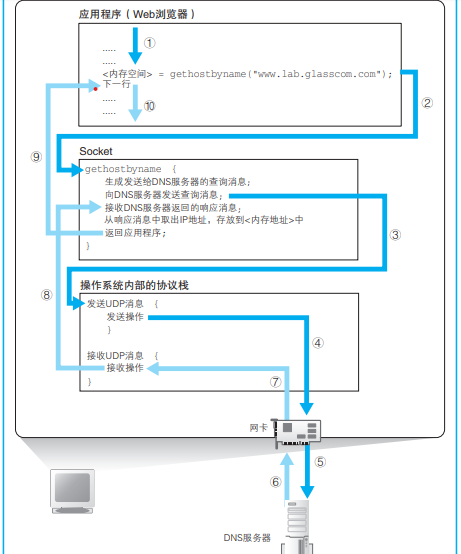 应用程序（Web浏览器）
①
.....
.....
<内存空间> = gethostbyname("www.lab.glasscom.com");
下一行
②
⑩
.....
.....
⑨
Socket
gethostbyname {
生成发送给DNS服务器的查询消息;
向DNS服务器发送查询消息;
接收DNS服务器返回的响应消息;
从响应消息中取出IP地址，存放到<内存地址>中
返回应用程序;
}
③
⑧
操作系统内部的协议栈
发送UDP消息 {
发送操作
}
④
接收UDP消息 {
接收操作
}
⑦
网卡
⑤
⑥
DNS服务器